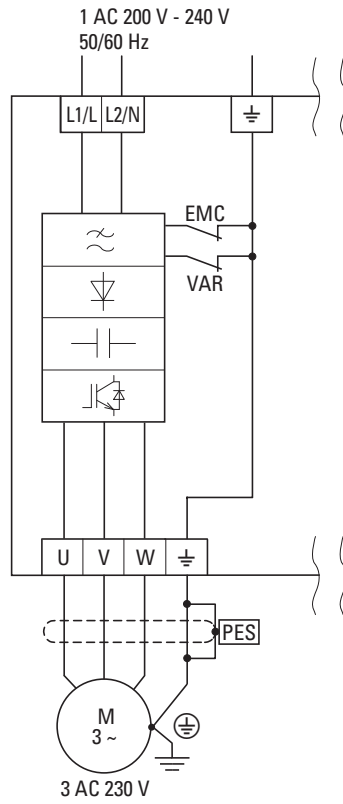 1 AC 200 V - 240 V
50/60 Hz
L1/L L2/N
EMC
VAR
U V W
PES
M
3 ~
3 AC 230 V